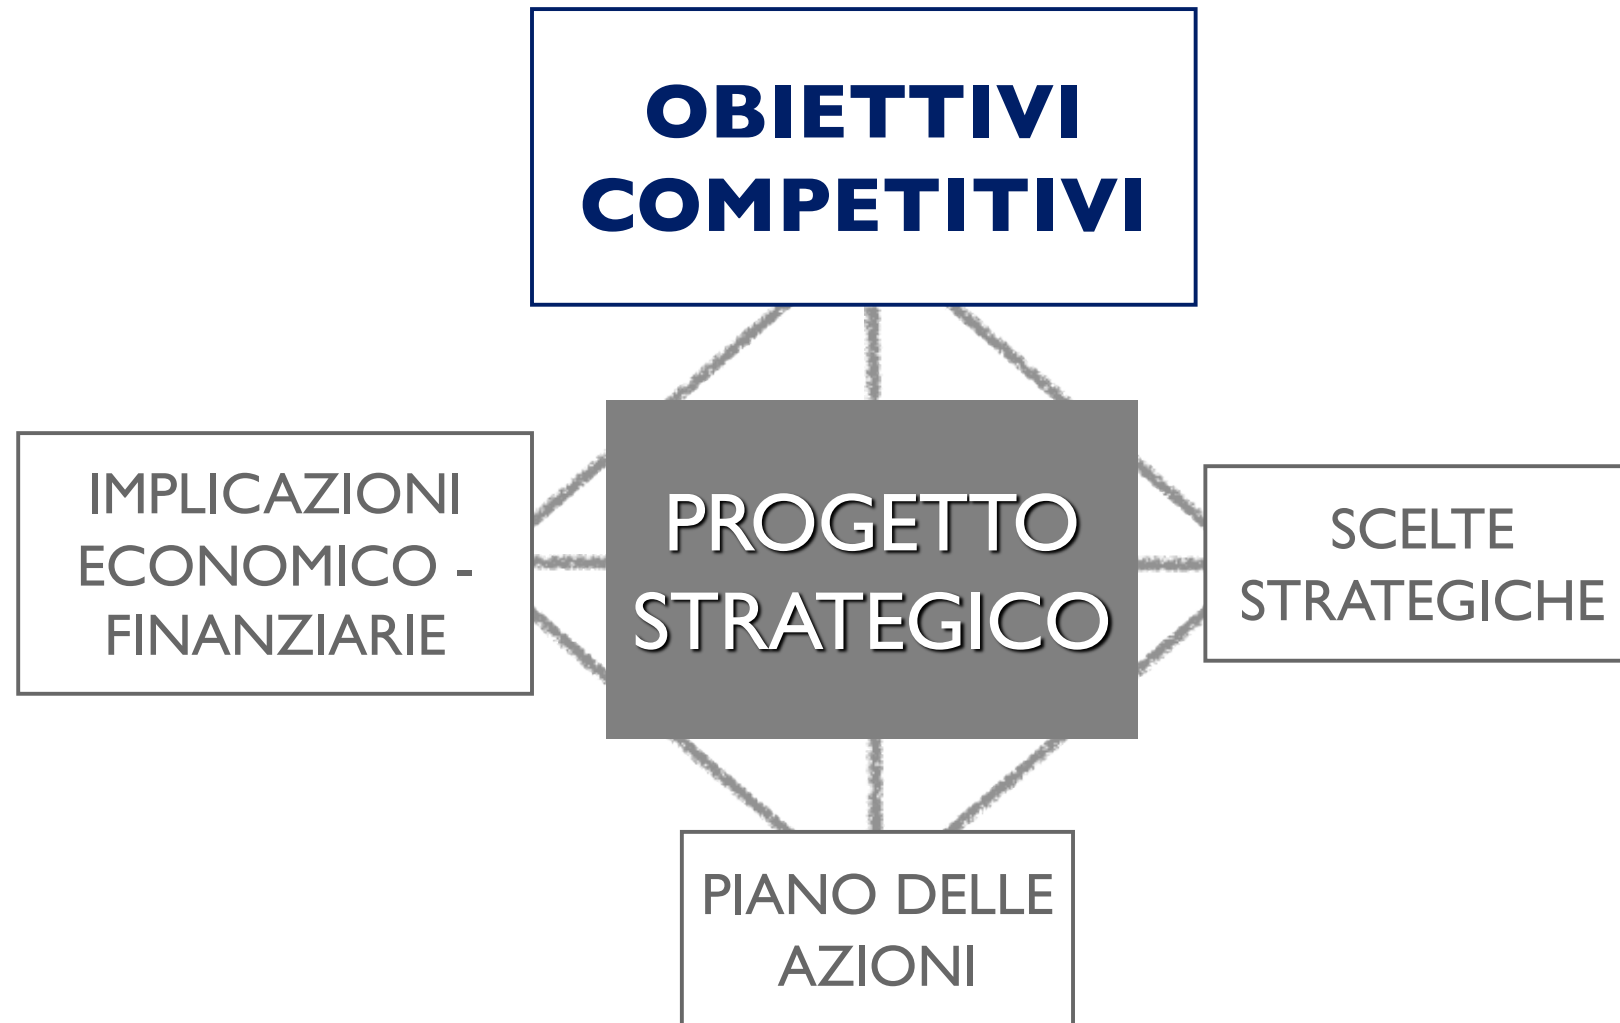 OBIETTIVI
COMPETITIVI
IMPLICAZIONI
ECONOMICO -
FINANZIARIE
PROGETTO
STRATEGICO
SCELTE
STRATEGICHE
PIANO DELLE
AZIONI